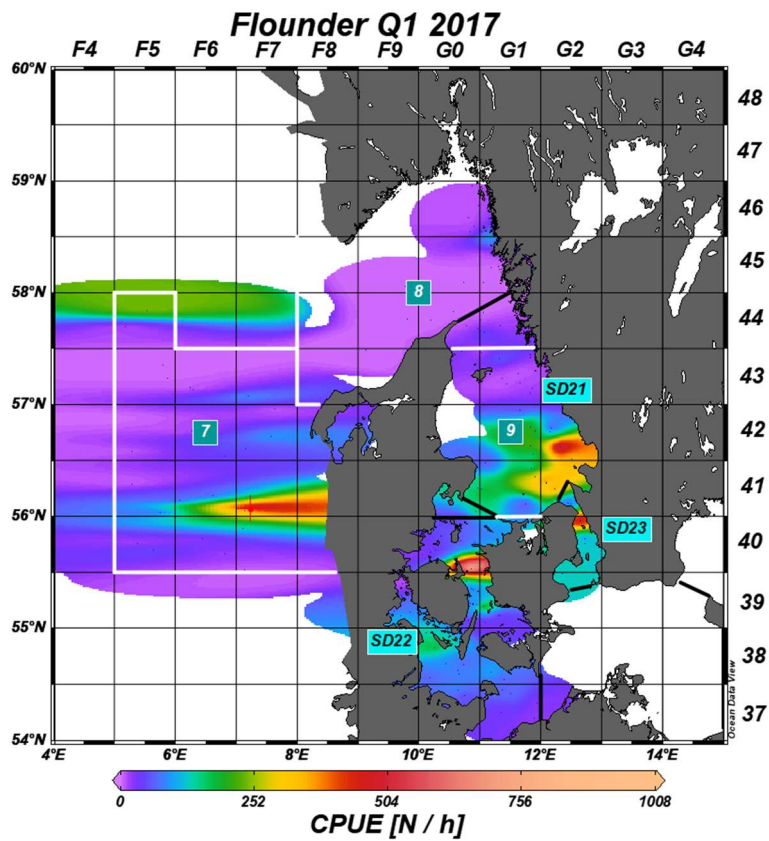 Flounder Q1 2017
F4 F5 F6 F7 F8 F9 G0 G1 G2 G3 G4
60°N
48
47
59°N
46
45
58°N
8
44
43
SD21
57°N
7
9
42
41
56°N
SD23
40
39
55°N
SD22
38
37
Ocean Data View
54°N
4°E 6°E 8°E 10°E 12°E 14°E
0 252 504 756 1008
CPUE [N / h]